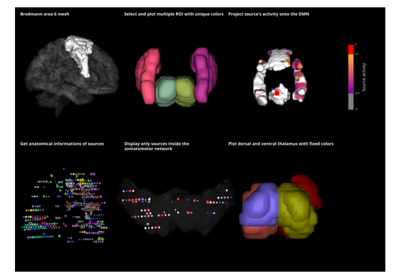 Brodmann area 6 mesh
Select and plot multiple ROI with unique colors
Project source's activity onto the DMN
Source activity
Get anatomical informations of sources
Display only sources inside the
somatomotor network
Plot dorsal and ventral thalamus with fixed colors